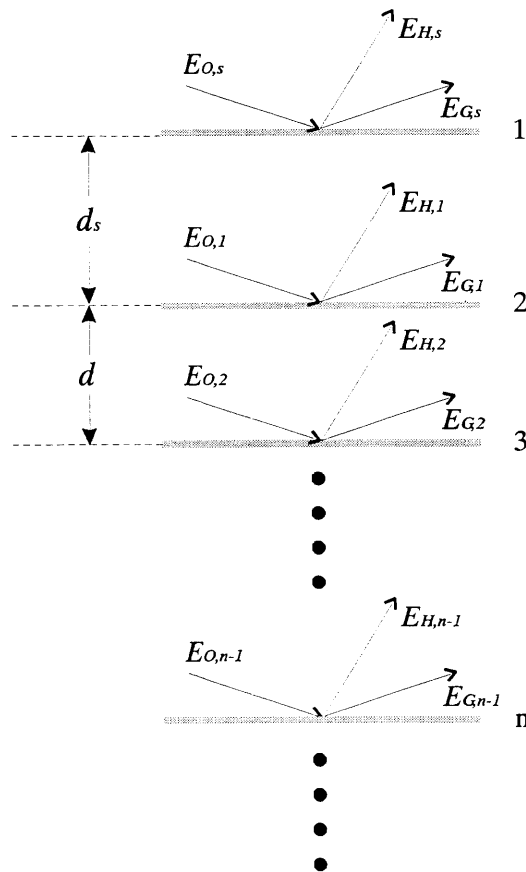 E_{H,s}
E_{O,s}
E_{G,s}
1
d_s
E_{H,1}
E_{O,1}
E_{G,1}
2
d
E_{H,2}
E_{O,2}
E_{G,2}
3
E_{H,n-1}
E_{O,n-1}
E_{G,n-1}
n